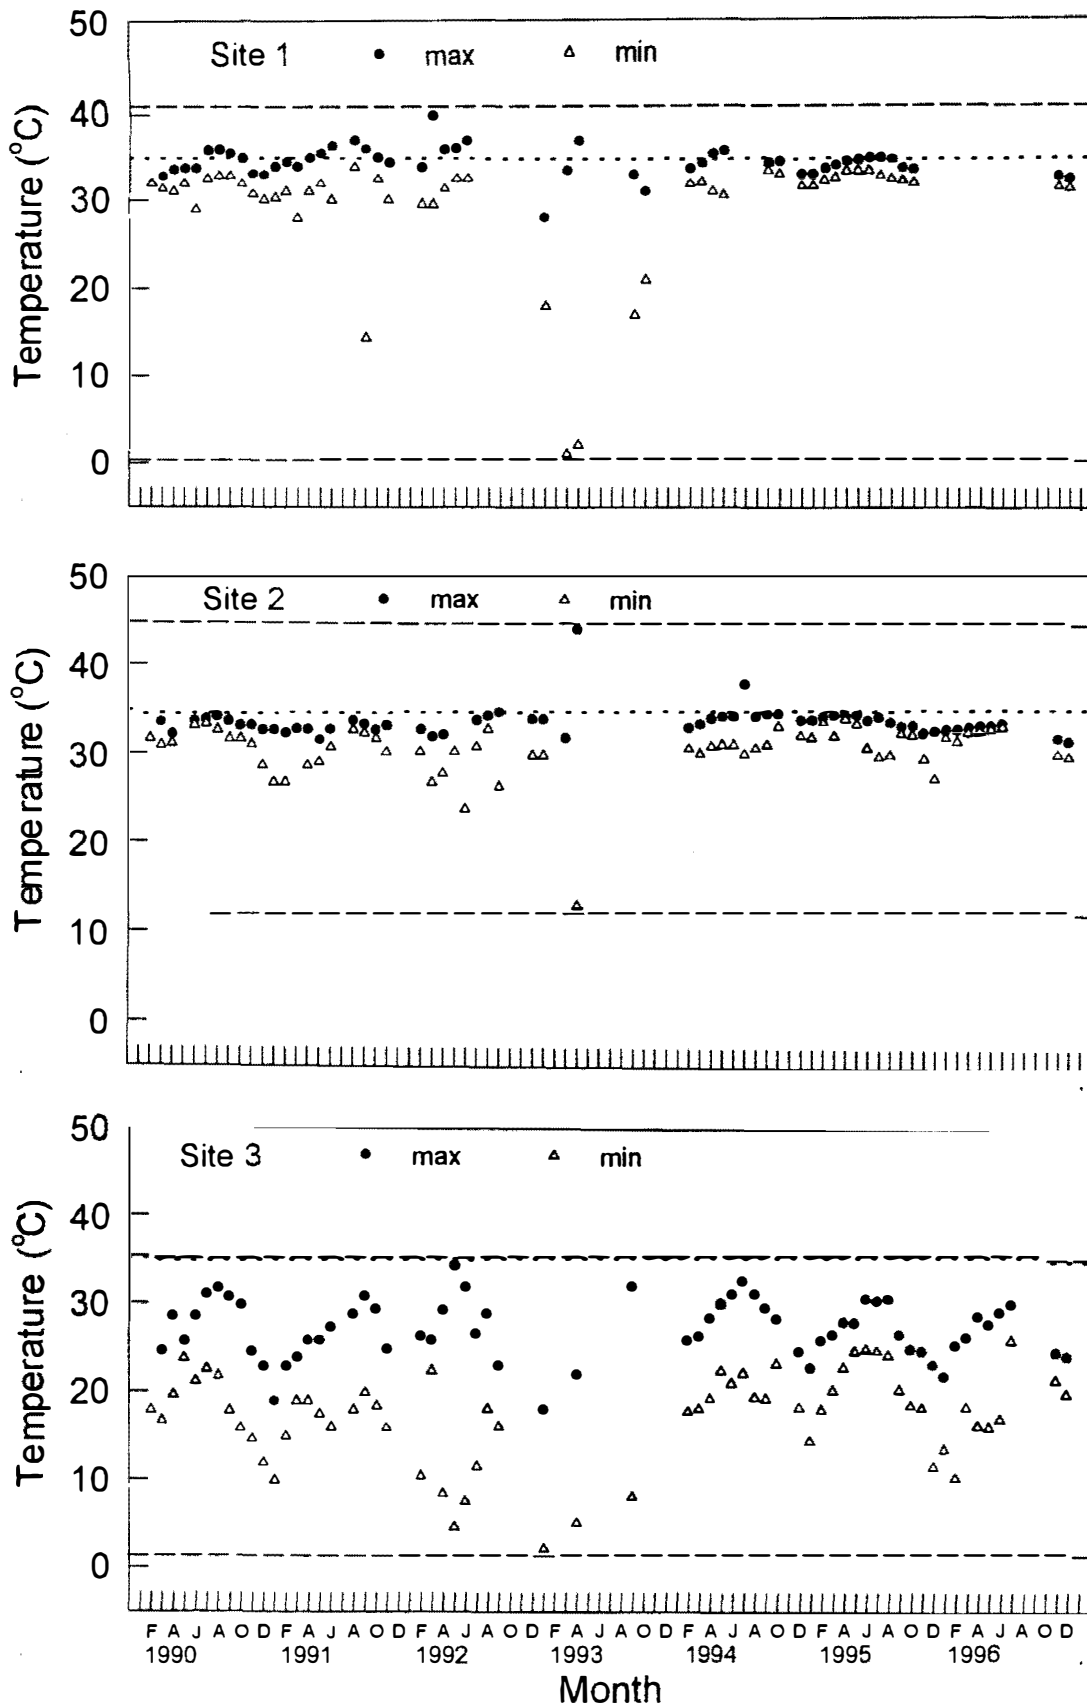 50
Site 1 max min
40
30
20
10
0
Temperature (°C)
50
Site 2 max min
40
30
20
10
0
Temperature (°C)
50
Site 3 max min
40
30
20
10
0
Temperature (°C)
F A J A O D F A J A O D F A J A O D F A J A O D F A J A O D F A J A O D F A J A O D
1990 1991 1992 1993 1994 1995 1996
Month